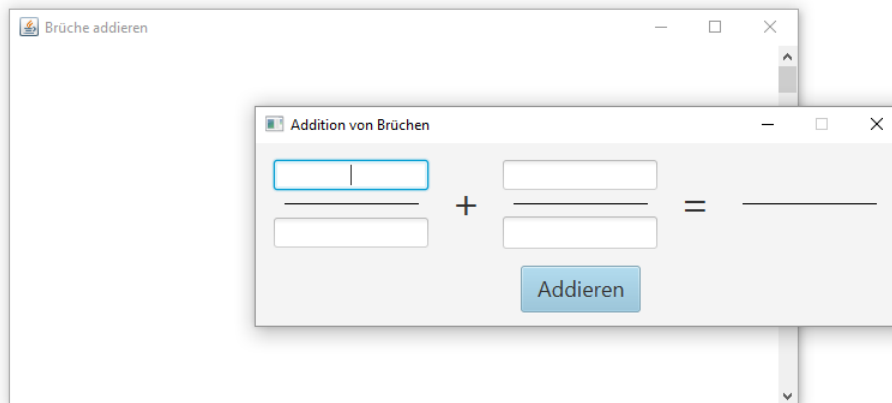 Brüche addieren
Addition von Brüchen
+ =
Addieren